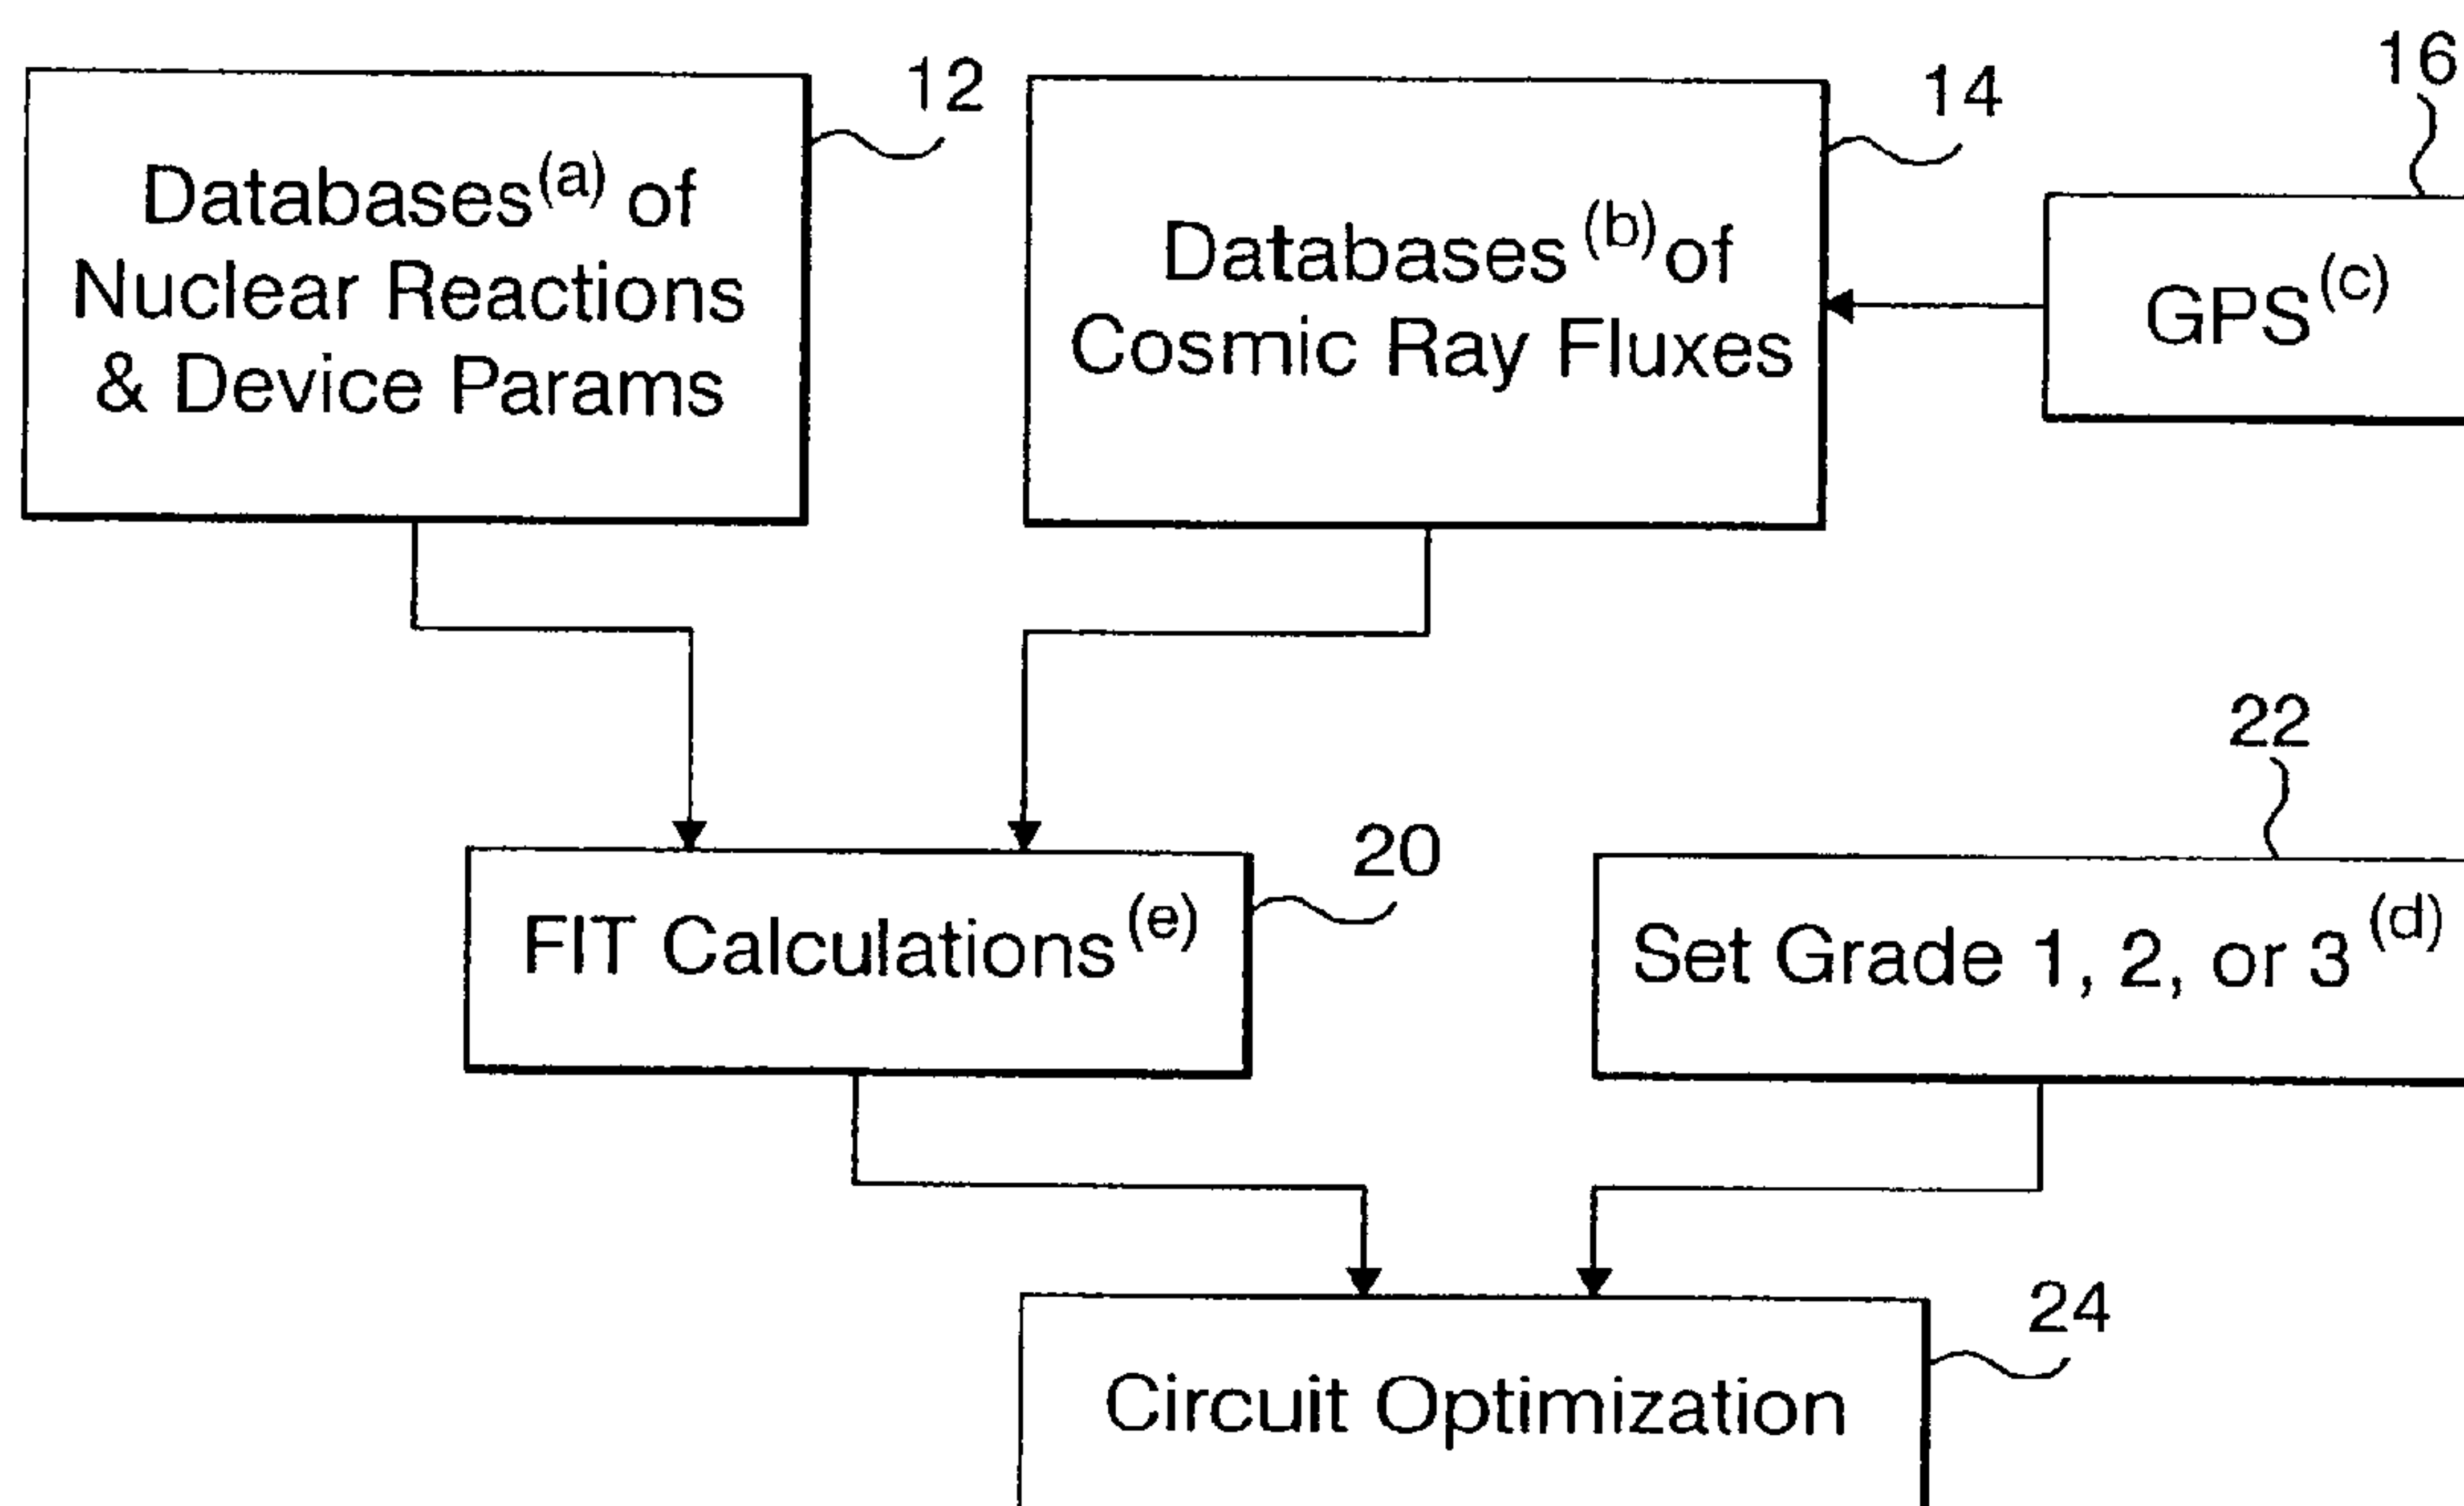 12
Databases(a) of
Nuclear Reactions
& Device Params
14
Databases (b) of
Cosmic Ray Fluxes
16
GPS(c)
20
FIT Calculations (e)
22
Set Grade 1, 2, or 3 (d)
24
Circuit Optimization